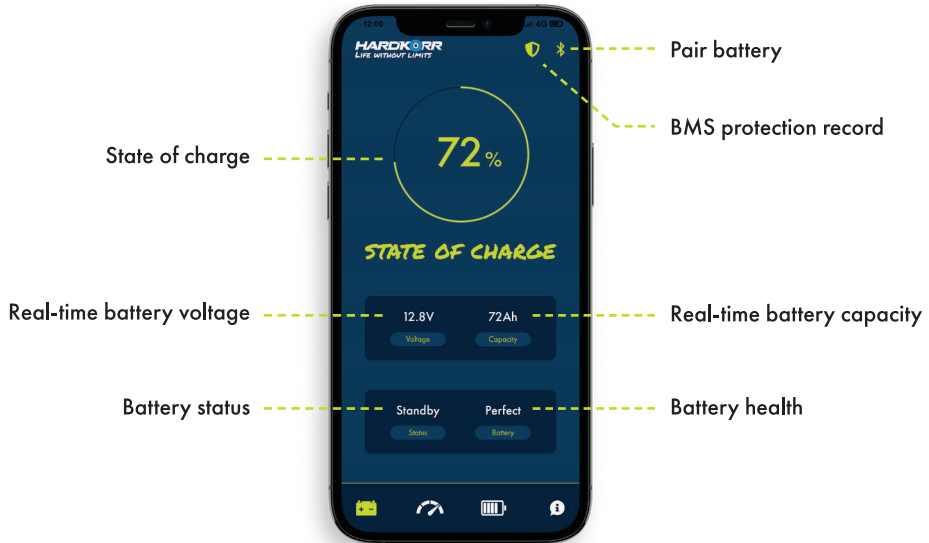 12:00
4G
HARDKORR
LIFE WITHOUT LIMITS
Pair battery
BMS protection record
State of charge
72%
STATE OF CHARGE
Real-time battery voltage
12.8V
72Ah
Real-time battery capacity
Voltage
Capacity
Battery status
Standby
Perfect
Battery health
Status
Battery